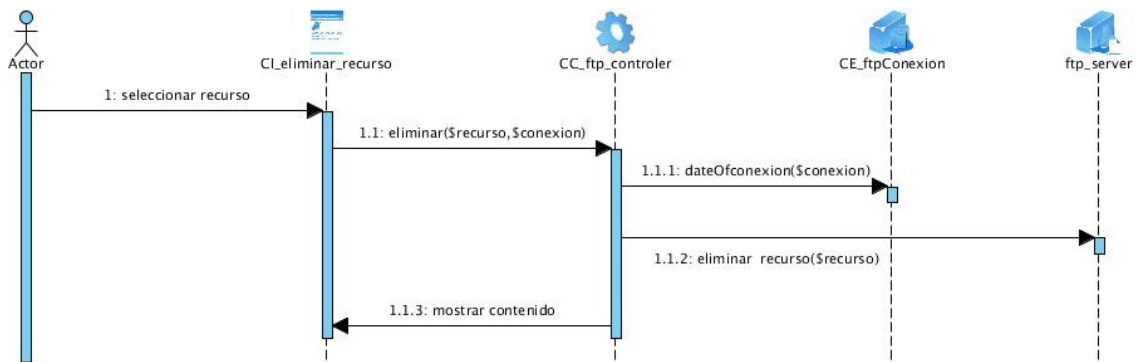 Actor
CI_eliminar_recurso
CC_ftp_controler
CE_ftpConexion
ftp_server
1: seleccionar recurso
1.1: eliminar($recurso,$conexion)
1.1.1: dateOfconexion($conexion)
1.1.2: eliminar recurso($recurso)
1.1.3: mostrar contenido